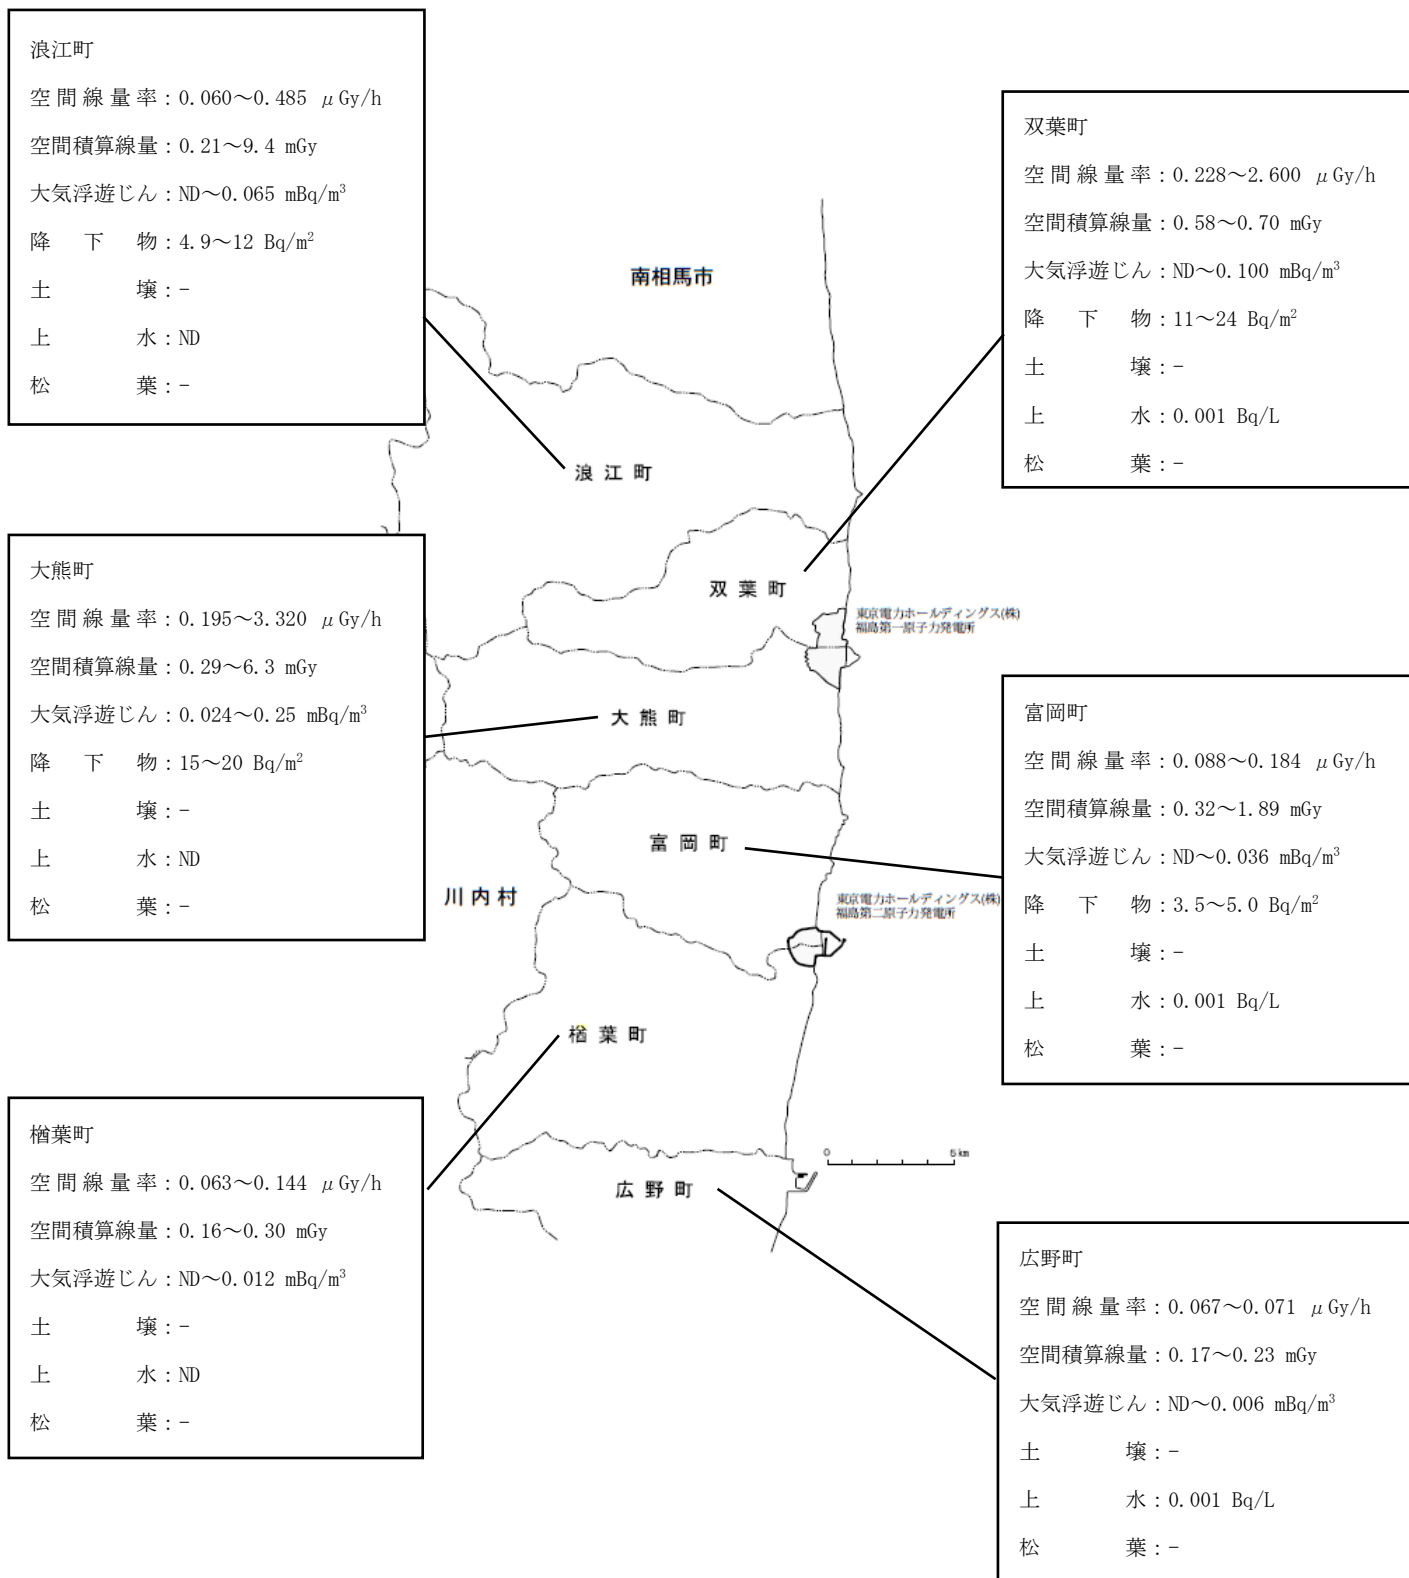 浪江町
空間線量率：0.060～0.485 μGy/h
空間積算線量：0.21～9.4 mGy
大気浮遊じん：ND～0.065 mBq/m³
降下物：4.9～12 Bq/m²
土壌：-
上水：ND
松葉：-
双葉町
空間線量率：0.228～2.600 μGy/h
空間積算線量：0.58～0.70 mGy
大気浮遊じん：ND～0.100 mBq/m³
降下物：11～24 Bq/m²
土壌：-
上水：0.001 Bq/L
松葉：-
南相馬市
浪江町
双葉町
東京電力ホールディングス(株)
福島第一原子力発電所
大熊町
空間線量率：0.195～3.320 μGy/h
空間積算線量：0.29～6.3 mGy
大気浮遊じん：0.024～0.25 mBq/m³
降下物：15～20 Bq/m²
土壌：-
上水：ND
松葉：-
大熊町
富岡町
空間線量率：0.088～0.184 μGy/h
空間積算線量：0.32～1.89 mGy
大気浮遊じん：ND～0.036 mBq/m³
降下物：3.5～5.0 Bq/m²
土壌：-
上水：0.001 Bq/L
松葉：-
富岡町
川内村
東京電力ホールディングス(株)
福島第二原子力発電所
楢葉町
楢葉町
空間線量率：0.063～0.144 μGy/h
空間積算線量：0.16～0.30 mGy
大気浮遊じん：ND～0.012 mBq/m³
土壌：-
上水：ND
松葉：-
0 5km
広野町
広野町
空間線量率：0.067～0.071 μGy/h
空間積算線量：0.17～0.23 mGy
大気浮遊じん：ND～0.006 mBq/m³
土壌：-
上水：0.001 Bq/L
松葉：-